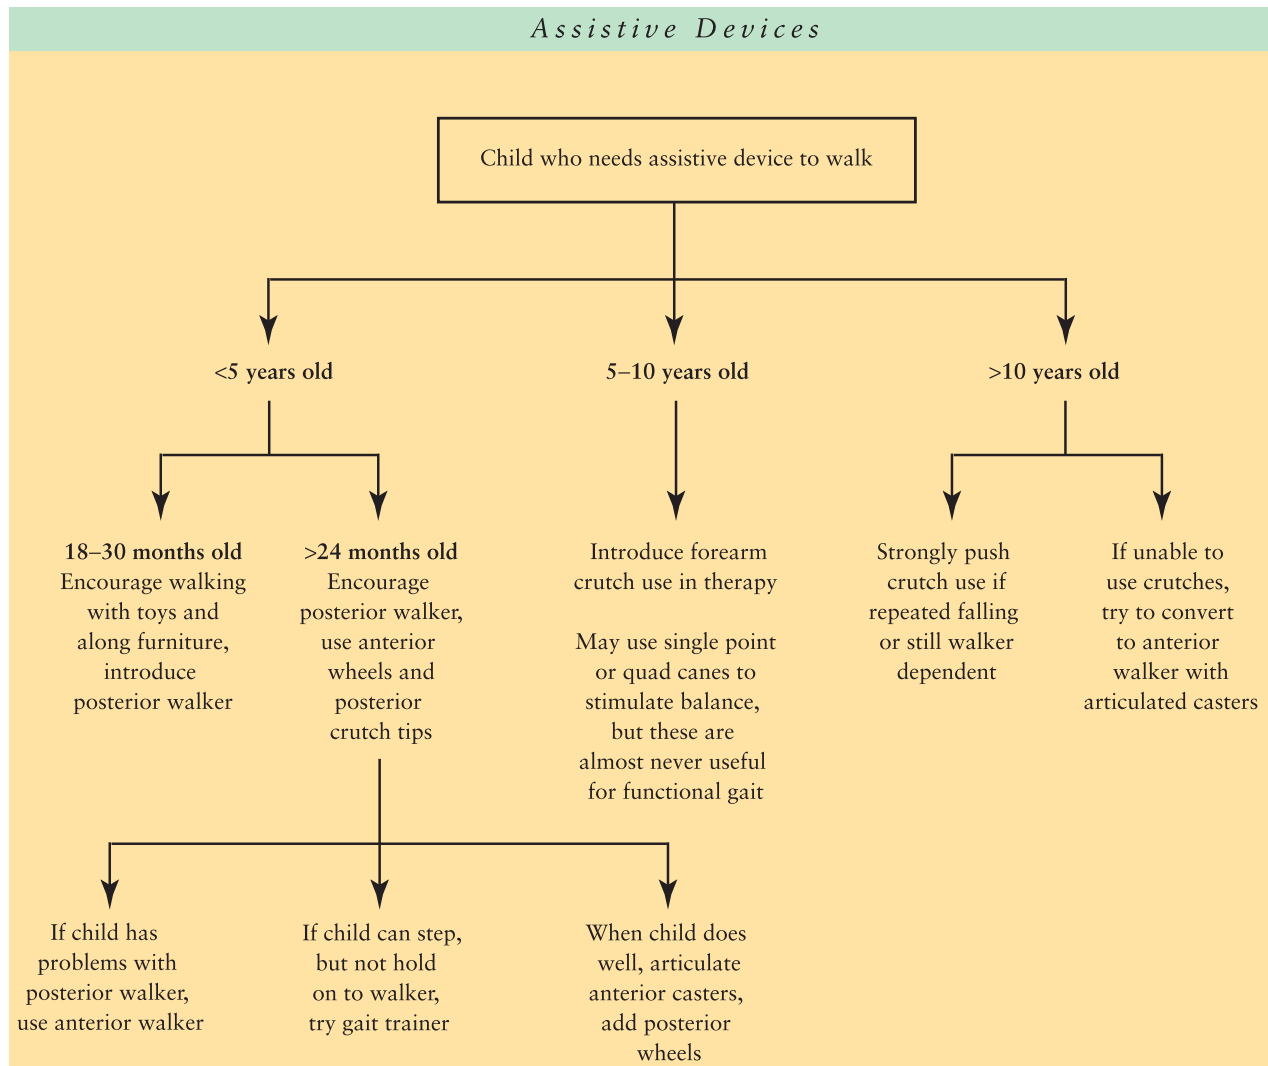 Assistive Devices
Child who needs assistive device to walk
<5 years old
5–10 years old
>10 years old
18–30 months old
Encourage walking
with toys and
along furniture,
introduce
posterior walker
>24 months old
Encourage
posterior walker,
use anterior
wheels and
posterior
crutch tips
Introduce forearm
crutch use in therapy
May use single point
or quad canes to
stimulate balance,
but these are
almost never useful
for functional gait
Strongly push
crutch use if
repeated falling
or still walker
dependent
If unable to
use crutches,
try to convert
to anterior
walker with
articulated casters
If child has
problems with
posterior walker,
use anterior walker
If child can step,
but not hold
on to walker,
try gait trainer
When child does
well, articulate
anterior casters,
add posterior
wheels